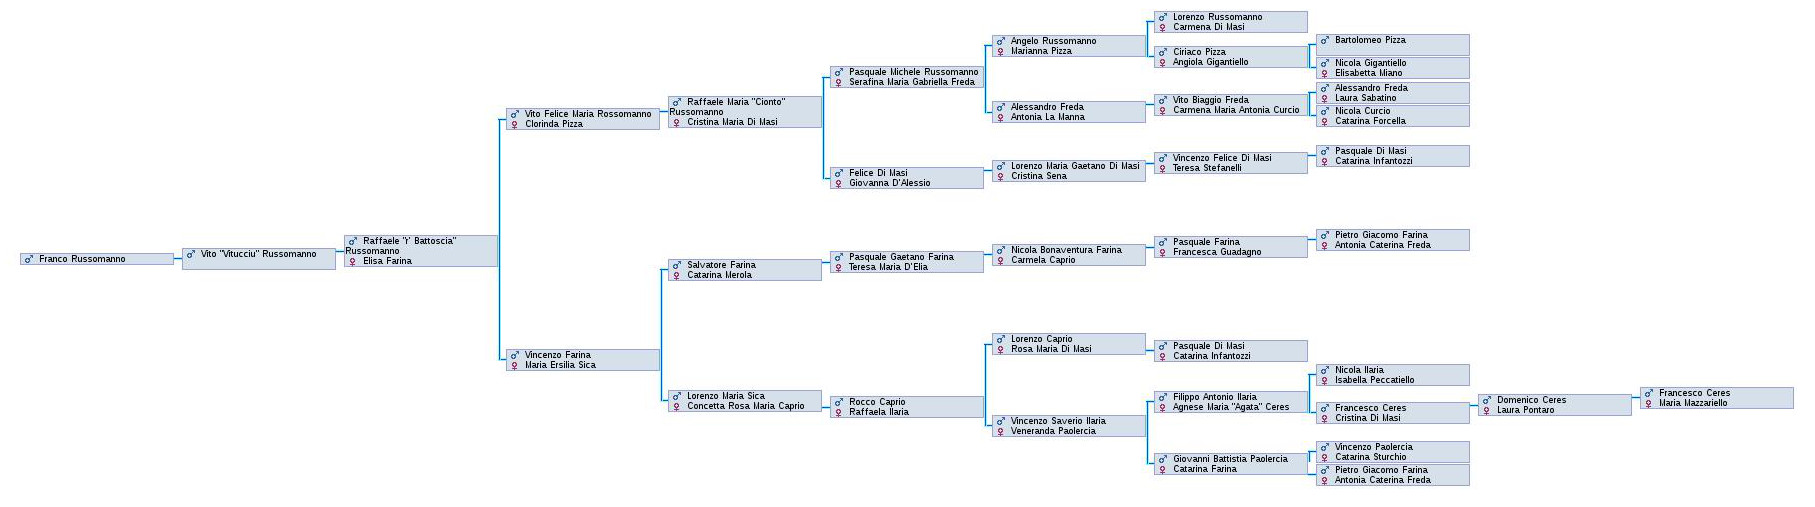 Franco Russomanno
Vito "Vitucciu" Russomanno
Raffaele "r' Battoscia"
Russomanno
Elisa Farina
Vito Felice Maria Rossomanno
Clorinda Pizza
Vincenzo Farina
Maria Ersilia Sica
Raffaele Maria "Cionto"
Russomanno
Cristina Maria Di Masi
Salvatore Farina
Catarina Merola
Lorenzo Maria Sica
Concetta Rosa Maria Caprio
Pasquale Michele Russomanno
Serafina Maria Gabriella Freda
Felice Di Masi
Giovanna D'Alessio
Pasquale Gaetano Farina
Teresa Maria D'Elia
Rocco Caprio
Raffaela Ilaria
Angelo Russomanno
Marianna Pizza
Alessandro Freda
Antonia La Manna
Lorenzo Maria Gaetano Di Masi
Cristina Sena
Nicola Bonaventura Farina
Carmela Caprio
Lorenzo Caprio
Rosa Maria Di Masi
Vincenzo Saverio Ilaria
Veneranda Paolercia
Lorenzo Russomanno
Carmena Di Masi
Ciriaco Pizza
Angiola Gigantiello
Vito Biaggio Freda
Carmena Maria Antonia Curcio
Vincenzo Felice Di Masi
Teresa Stefanelli
Pasquale Farina
Francesca Guadagno
Pasquale Di Masi
Catarina Infantozzi
Filippo Antonio Ilaria
Agnese Maria "Agata" Ceres
Giovanni Battistia Paolercia
Catarina Farina
Bartolomeo Pizza
Nicola Gigantiello
Elisabetta Miano
Alessandro Freda
Laura Sabatino
Nicola Curcio
Catarina Forcella
Pasquale Di Masi
Catarina Infantozzi
Pietro Giacomo Farina
Antonia Caterina Freda
Nicola Ilaria
Isabella Peccatiello
Francesco Ceres
Cristina Di Masi
Vincenzo Paolercia
Catarina Sturchio
Pietro Giacomo Farina
Antonia Caterina Freda
Domenico Ceres
Laura Pontaro
Francesco Ceres
Maria Mazzariello